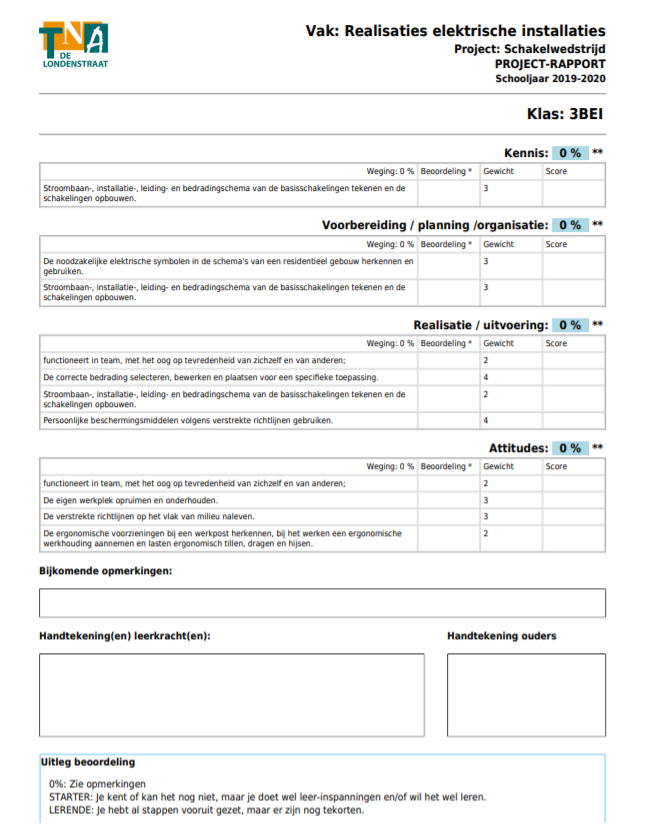 TNA
DE
LONDENSTRAAT
Vak: Realisaties elektrische installaties
Project: Schakelwedstrijd
PROJECT-RAPPORT
Schooljaar 2019-2020
Klas: 3BEI
Kennis: 0 % **
Weging: 0 % Beoordeling * Gewicht Score
Stroombaan-, installatie-, leiding- en bedradingschema van de basisschakelingen tekenen en de 3
schakelingen opbouwen.
Voorbereiding / planning /organisatie: 0 % **
Weging: 0 % Beoordeling * Gewicht Score
De noodzakelijke elektrische symbolen in de schema's van een residentieel gebouw herkennen en 3
gebruiken.
Stroombaan-, installatie-, leiding- en bedradingschema van de basisschakelingen tekenen en de 3
schakelingen opbouwen.
Realisatie / uitvoering: 0 % **
Weging: 0 % Beoordeling * Gewicht Score
functioneert in team, met het oog op tevredenheid van zichzelf en van anderen; 2
De correcte bedrading selecteren, bewerken en plaatsen voor een specifieke toepassing. 4
Stroombaan-, installatie-, leiding- en bedradingschema van de basisschakelingen tekenen en de 2
schakelingen opbouwen.
Persoonlijke beschermingsmiddelen volgens verstrekte richtlijnen gebruiken. 4
Attitudes: 0 % **
Weging: 0 % Beoordeling * Gewicht Score
functioneert in team, met het oog op tevredenheid van zichzelf en van anderen; 2
De eigen werkplek opruimen en onderhouden. 3
De verstrekte richtlijnen op het vlak van milieu naleven. 3
De ergonomische voorzieningen bij een werkpost herkennen, bij het werken een ergonomische 2
werkhouding aannemen en lasten ergonomisch tillen, dragen en hijsen.
Bijkomende opmerkingen:
Handtekening(en) leerkracht(en): Handtekening ouders
Uitleg beoordeling
0%: Zie opmerkingen
STARTER: Je kent of kan het nog niet, maar je doet wel leer-inspanningen en/of wil het wel leren.
LERENDE: Je hebt al stappen vooruit gezet, maar er zijn nog tekorten.